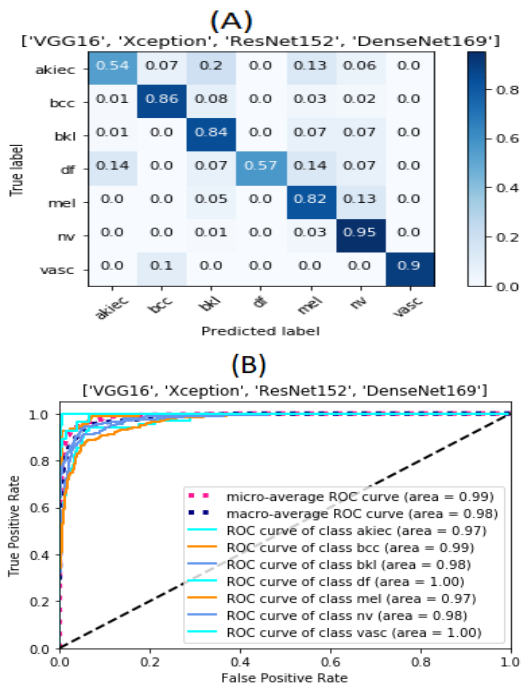 (A)
['VGG16', 'Xception', 'ResNet152', 'DenseNet169']
True label
akiec 0.54 0.07 0.2 0.0 0.13 0.06 0.0
bcc 0.01 0.86 0.08 0.0 0.03 0.02 0.0
bkl 0.01 0.0 0.84 0.0 0.07 0.07 0.0
df 0.14 0.0 0.07 0.57 0.14 0.07 0.0
mel 0.0 0.0 0.05 0.0 0.82 0.13 0.0
nv 0.0 0.0 0.01 0.0 0.03 0.95 0.0
vasc 0.0 0.1 0.0 0.0 0.0 0.0 0.9
akiec bcc bkl df mel nv vasc
Predicted label
0.8
0.6
0.4
0.2
0.0
(B)
['VGG16', 'Xception', 'ResNet152', 'DenseNet169']
True Positive Rate
1.0
0.8
0.6
0.4
0.2
0.0
micro-average ROC curve (area = 0.99)
macro-average ROC curve (area = 0.98)
ROC curve of class akiec (area = 0.97)
ROC curve of class bcc (area = 0.99)
ROC curve of class bkl (area = 0.98)
ROC curve of class df (area = 1.00)
ROC curve of class mel (area = 0.97)
ROC curve of class nv (area = 0.98)
ROC curve of class vasc (area = 1.00)
0.0 0.2 0.4 0.6 0.8 1.0
False Positive Rate